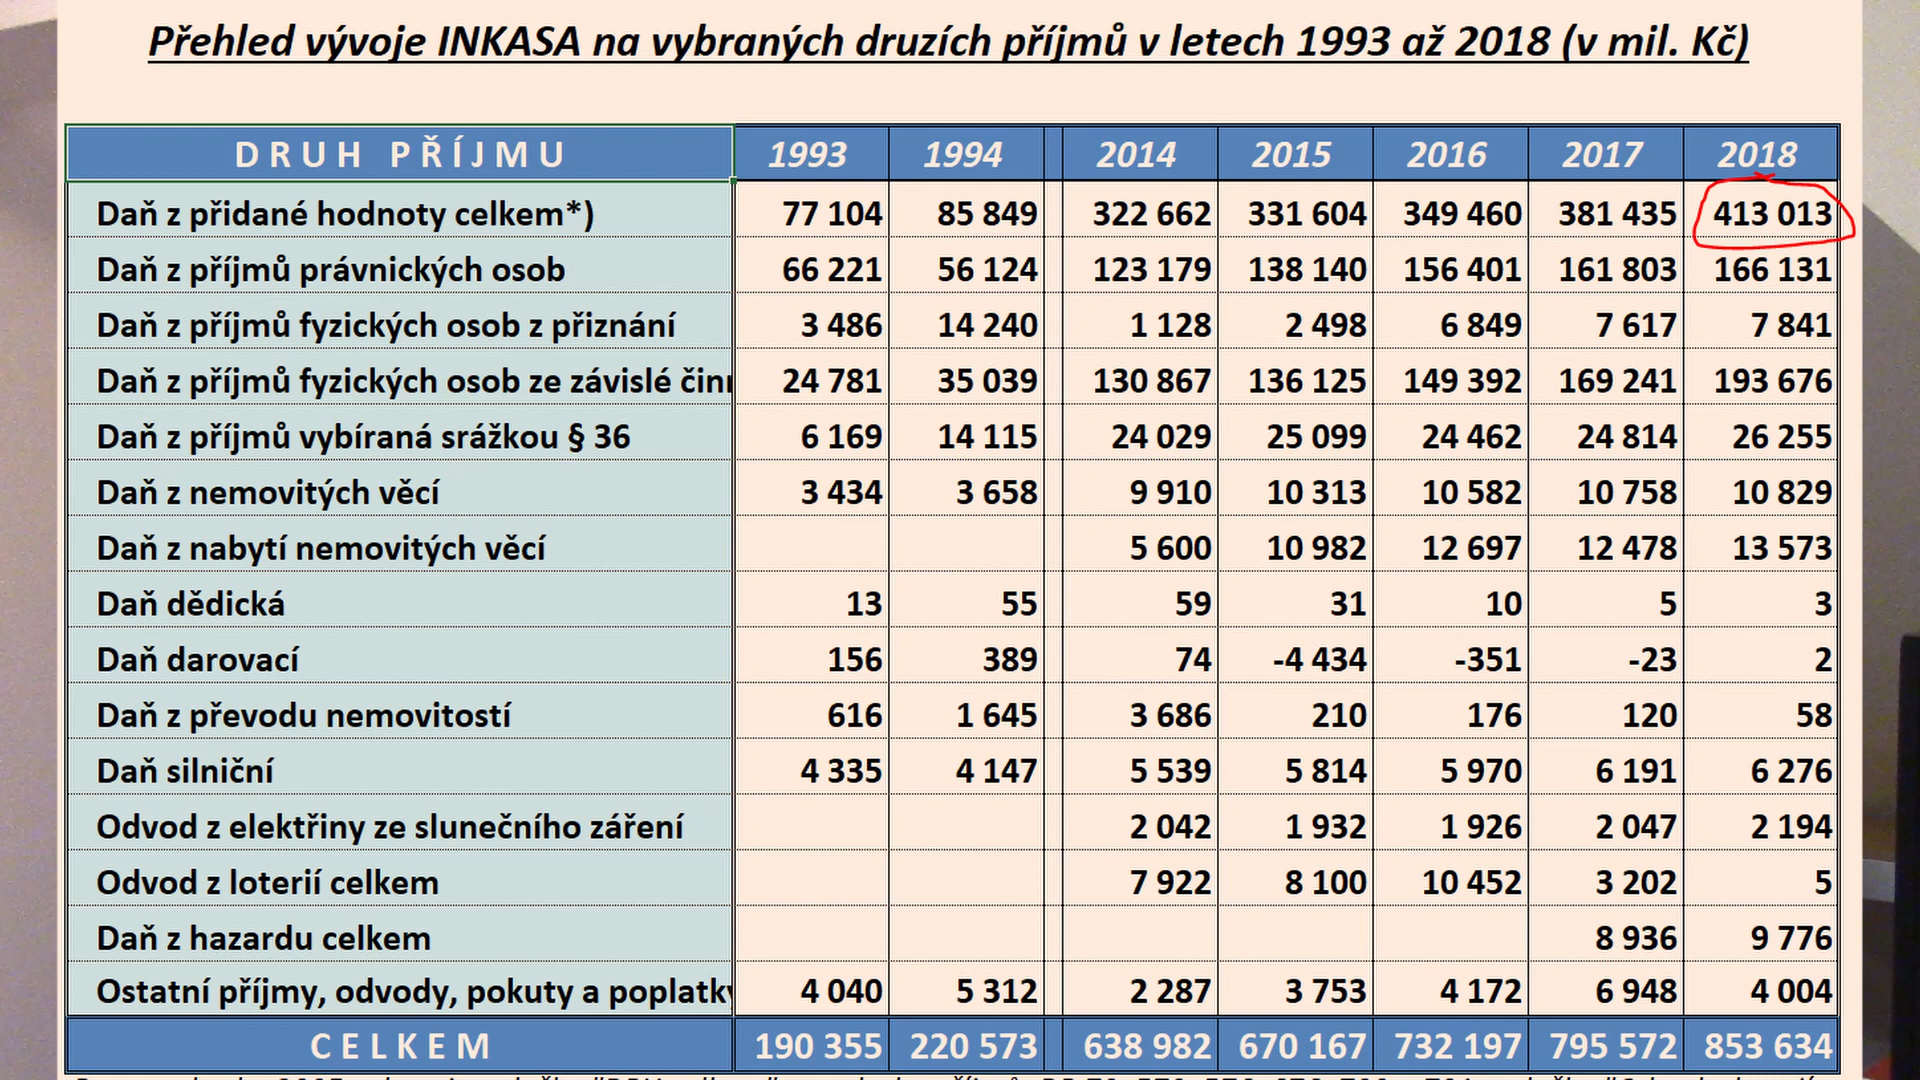 Přehled vývoje INKASA na vybraných druzích příjmů v letech 1993 až 2018 (v mil. Kč)
DRUH PŘÍJMU 1993 1994 2014 2015 2016 2017 2018
Daň z přidané hodnoty celkem*) 77 104 85 849 322 662 331 604 349 460 381 435 413 013
Daň z příjmů právnických osob 66 221 56 124 123 179 138 140 156 401 161 803 166 131
Daň z příjmů fyzických osob z přiznání 3 486 14 240 1 128 2 498 6 849 7 617 7 841
Daň z příjmů fyzických osob ze závislé čin 24 781 35 039 130 867 136 125 149 392 169 241 193 676
Daň z příjmů vybíraná srážkou § 36 6 169 14 115 24 029 25 099 24 462 24 814 26 255
Daň z nemovitých věcí 3 434 3 658 9 910 10 313 10 582 10 758 10 829
Daň z nabytí nemovitých věcí 5 600 10 982 12 697 12 478 13 573
Daň dědická 13 55 59 31 10 5 3
Daň darovací 156 389 74 -4 434 -351 -23 2
Daň z převodu nemovitostí 616 1 645 3 686 210 176 120 58
Daň silniční 4 335 4 147 5 539 5 814 5 970 6 191 6 276
Odvod z elektřiny ze slunečního záření 2 042 1 932 1 926 2 047 2 194
Odvod z loterií celkem 7 922 8 100 10 452 3 202 5
Daň z hazardu celkem 8 936 9 776
Ostatní příjmy, odvody, pokuty a poplatky 4 040 5 312 2 287 3 753 4 172 6 948 4 004
CELKEM 190 355 220 573 638 982 670 167 732 197 795 572 853 634